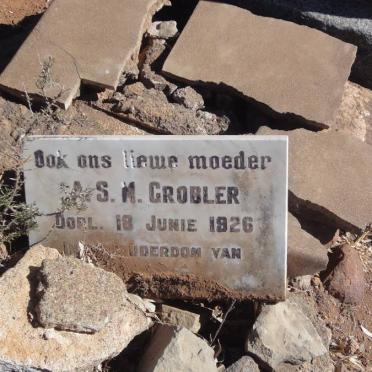 Ook ons liewe moeder
A. S. M. GROBLER
OORL. 18 JUNIE 1926
OUDERDOM VAN